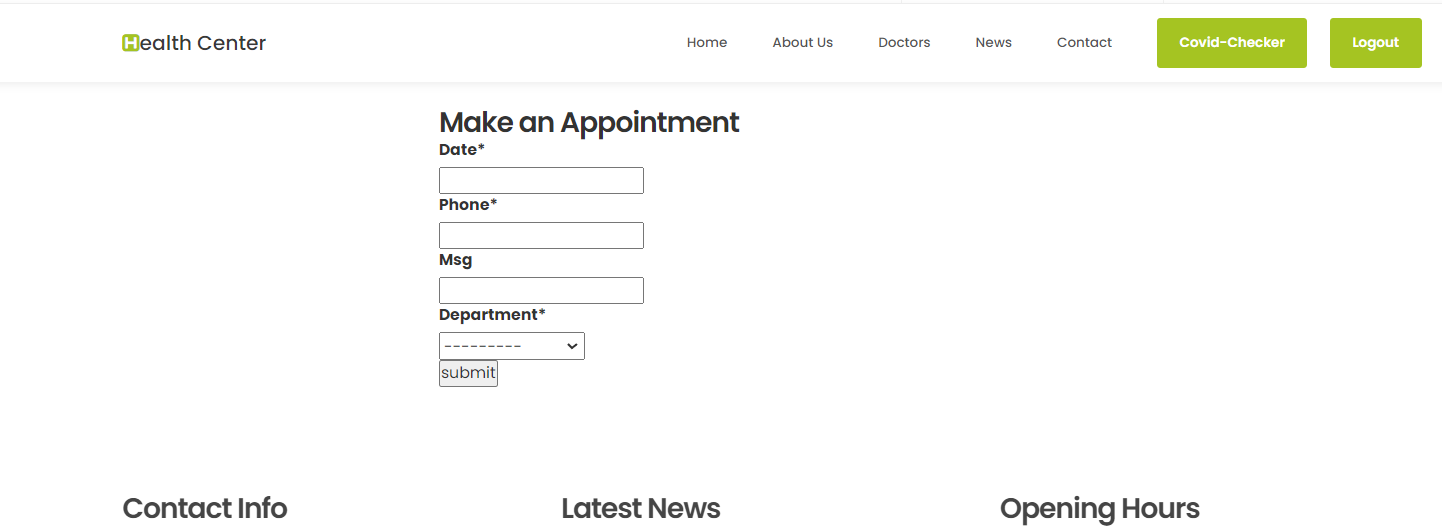 Health Center Home About Us Doctors News Contact Covid-Checker Logout
Make an Appointment
Date*
Phone*
Msg
Department*
---------
submit
Contact Info Latest News Opening Hours